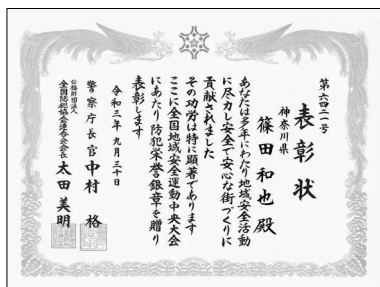 第六四二一号
表彰状
神奈川県
篠田和也殿
あなたは多年にわたり地域安全活動
に尽力し安全で安心な街づくりに
貢献されました
その功労は特に顕著であります
ここに全国地域安全運動中央大会
にあたり防犯栄誉銀章を贈り
表彰します
令和三年九月三十日
警察庁長官中村格
公益財団法人
全国防犯協会連合会会長太田美明